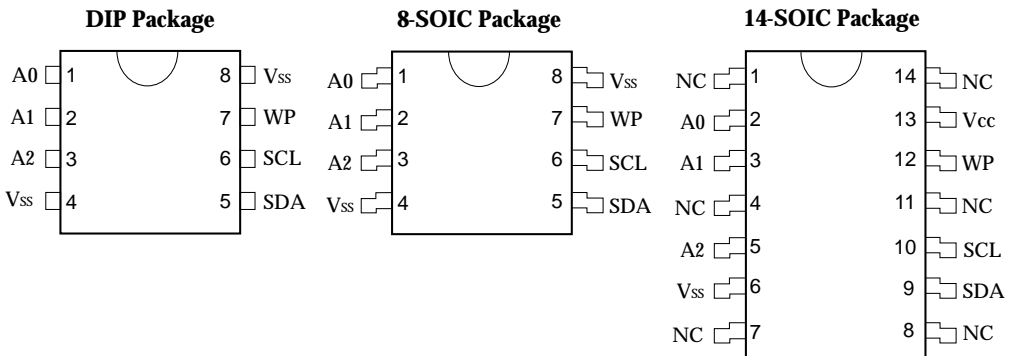 DIP Package
A0 1 8 Vss
A1 2 7 WP
A2 3 6 SCL
Vss 4 5 SDA
8-SOIC Package
A0 1 8 Vss
A1 2 7 WP
A2 3 6 SCL
Vss 4 5 SDA
14-SOIC Package
NC 1 14 NC
A0 2 13 Vcc
A1 3 12 WP
NC 4 11 NC
A2 5 10 SCL
Vss 6 9 SDA
NC 7 8 NC